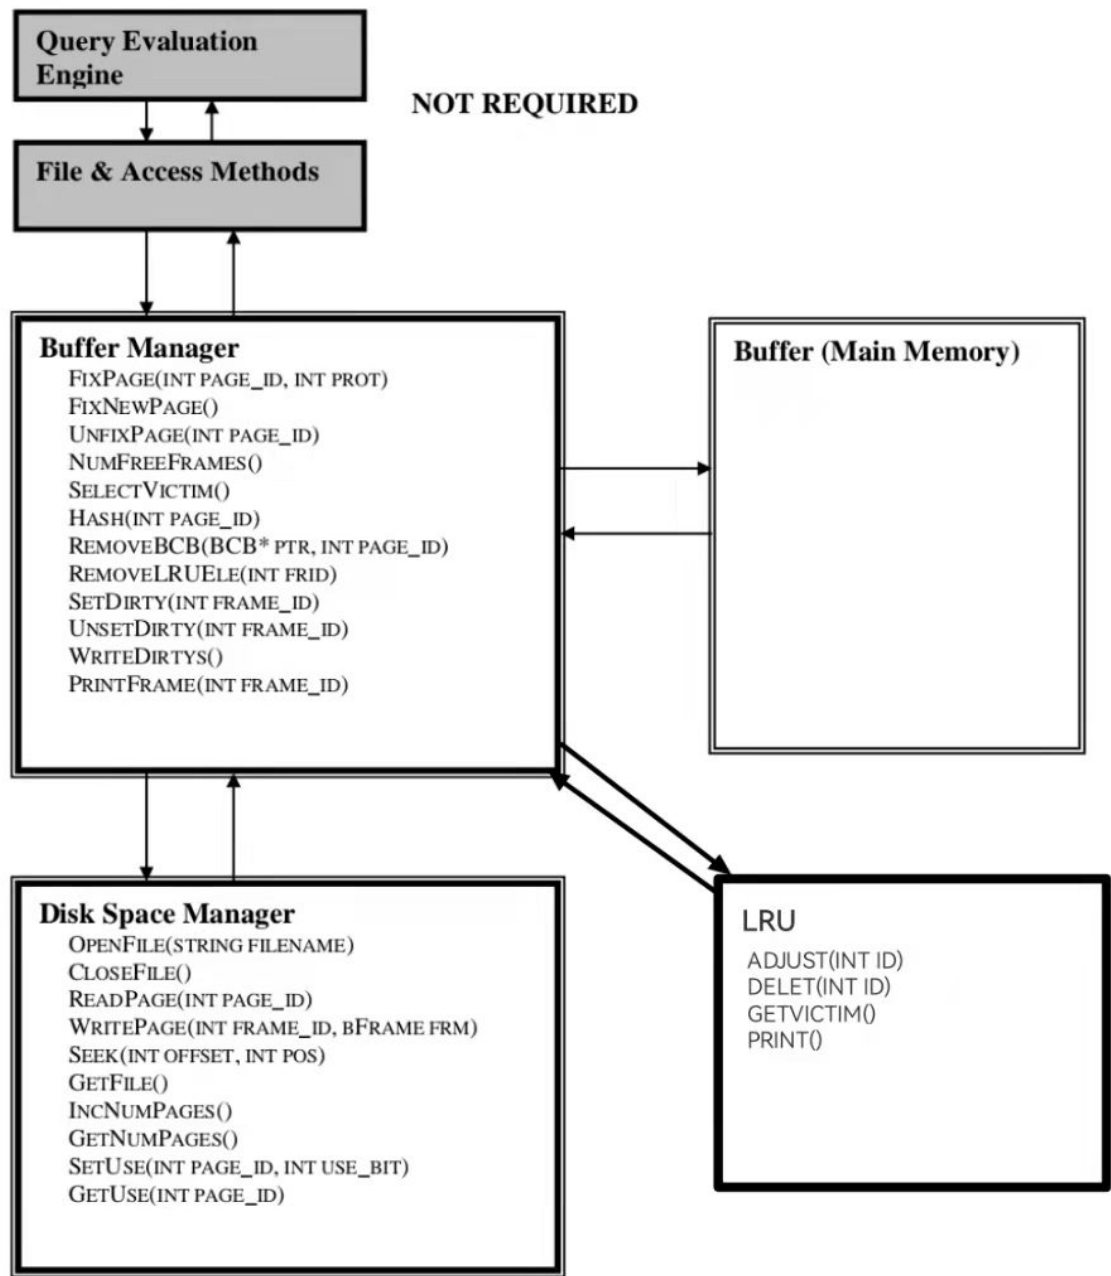 Query Evaluation
Engine
NOT REQUIRED
File & Access Methods
Buffer Manager
FIXPAGE(INT PAGE_ID, INT PROT)
FIXNEWPAGE()
UNFIXPAGE(INT PAGE_ID)
NUMFREEFRAMES()
SELECTVICTIM()
HASH(INT PAGE_ID)
REMOVEBCB(BCB* PTR, INT PAGE_ID)
REMOVELRUELE(INT FRID)
SETDIRTY(INT FRAME_ID)
UNSETDIRTY(INT FRAME_ID)
WRITEDIRTYS()
PRINTFRAME(INT FRAME_ID)
Buffer (Main Memory)
Disk Space Manager
OPENFILE(STRING FILENAME)
CLOSEFILE()
READPAGE(INT PAGE_ID)
WRITEPAGE(INT FRAME_ID, BFRAME FRM)
SEEK(INT OFFSET, INT POS)
GETFILE()
INCNUMPAGES()
GETNUMPAGES()
SETUSE(INT PAGE_ID, INT USE_BIT)
GETUSE(INT PAGE_ID)
LRU
ADJUST(INT ID)
DELET(INT ID)
GETVICTIM()
PRINT()